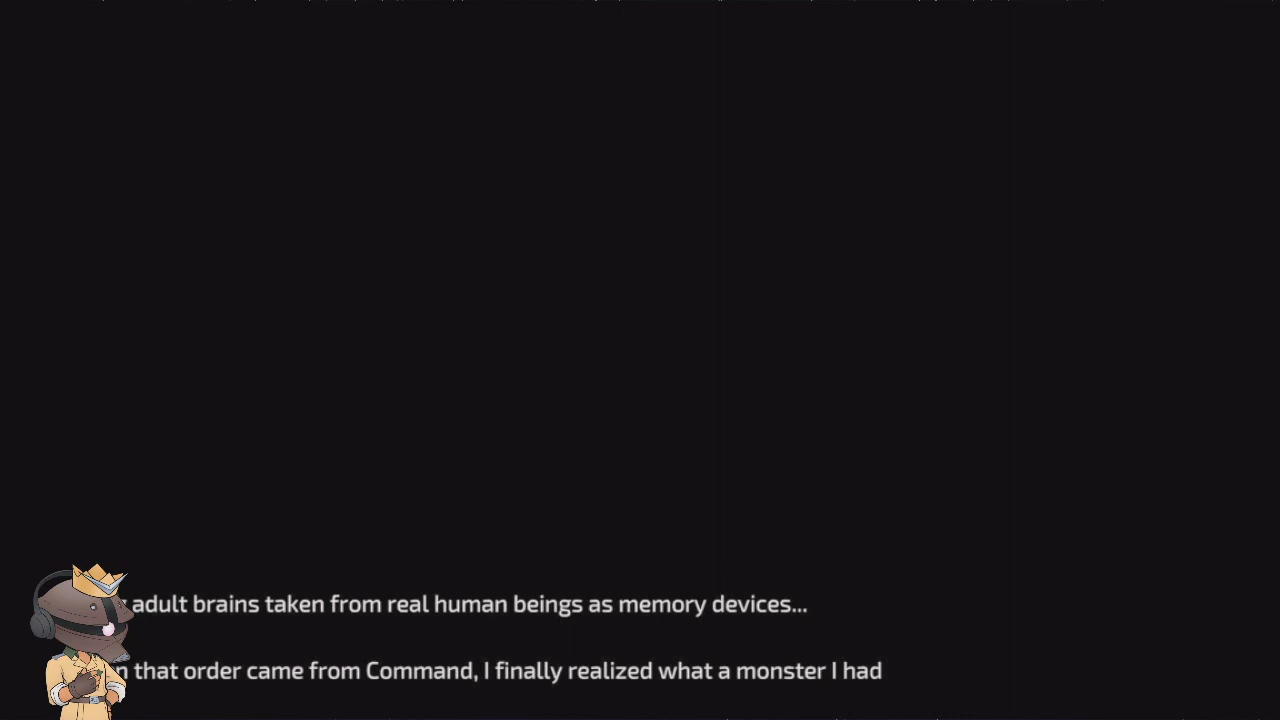 adult brains taken from real human beings as memory devices...
that order came from Command, I finally realized what a monster I had